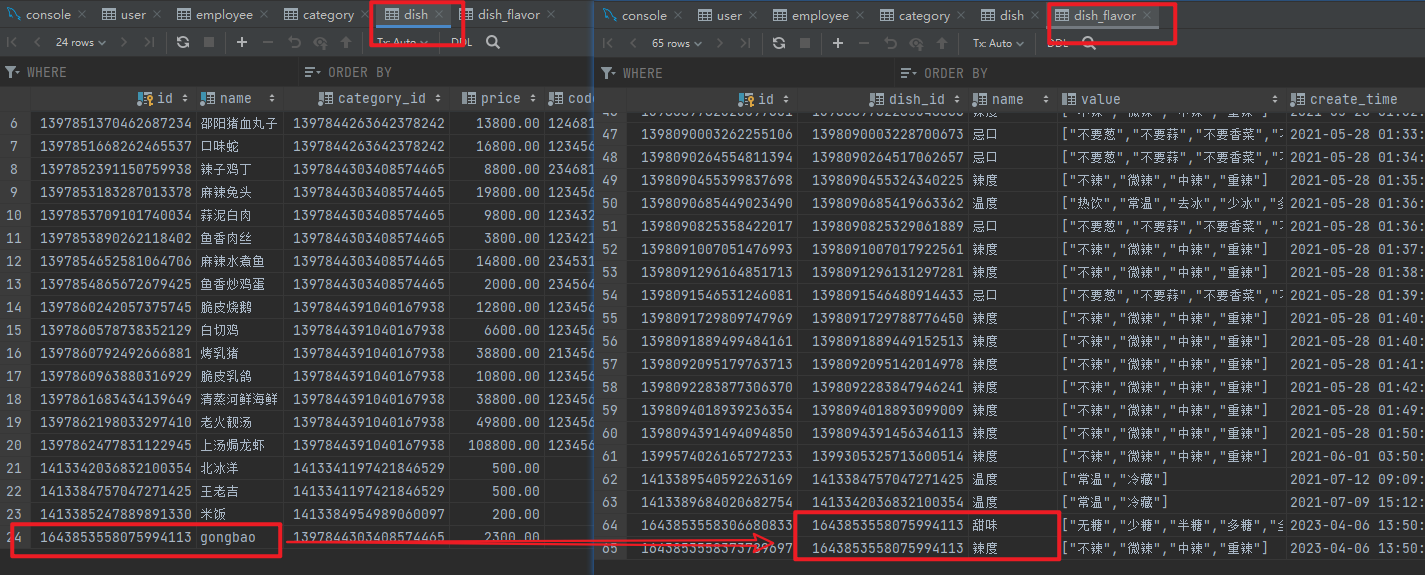 console user employee category dish dish_flavor
24 rows Tx: Auto DDL
WHERE ORDER BY
id name category_id price code
6 1397851370462687234 邵阳猪血丸子 1397844263642378242 13800.00 124681
7 1397851668262465537 口味蛇 1397844263642378242 16800.00 123456
8 1397852391150759938 辣子鸡丁 1397844303408574465 8800.00 234681
9 1397853183287013378 麻辣兔头 1397844303408574465 19800.00 123456
10 1397853709101740034 蒜泥白肉 1397844303408574465 9800.00 123432
11 1397853890262118402 鱼香肉丝 1397844303408574465 3800.00 123421
12 1397854652581064706 麻辣水煮鱼 1397844303408574465 14800.00 234531
13 1397854865672679425 鱼香炒鸡蛋 1397844303408574465 2000.00 234564
14 1397860242057375745 脆皮烧鹅 1397844391040167938 12800.00 123456
15 1397860578738352129 白切鸡 1397844391040167938 6600.00 123456
16 1397860792492666881 烤乳猪 1397844391040167938 38800.00 213456
17 1397860963880316929 脆皮乳鸽 1397844391040167938 10800.00 123456
18 1397861683434139649 清蒸河鲜海鲜 1397844391040167938 38800.00 123456
19 1397862198033297410 老火靓汤 1397844391040167938 49800.00 123456
20 1397862477831122945 上汤焗龙虾 1397844391040167938 108800.00 123456
21 1413342036832100354 北冰洋 1413341197421846529 500.00
22 1413384757047271425 王老吉 1413341197421846529 500.00
23 1413385247889891330 米饭 1413384954989060097 200.00
24 1643853558075994113 gongbao 1397844303408574465 2300.00
console user employee category dish dish_flavor
65 rows Tx: Auto DDL
WHERE ORDER BY
id dish_id name value create_time
47 1398090003262255106 1398090003228700673 忌口 ["不要葱","不要蒜","不要香菜","不 2021-05-28 01:33:
48 1398090264554811394 1398090264517062657 忌口 ["不要葱","不要蒜","不要香菜","不 2021-05-28 01:34:
49 1398090455399837698 1398090455324340225 辣度 ["不辣","微辣","中辣","重辣"] 2021-05-28 01:35:
50 1398090685449023490 1398090685419663362 温度 ["热饮","常温","去冰","少冰"," 2021-05-28 01:36:
51 1398090825358422017 1398090825329061889 忌口 ["不要葱","不要蒜","不要香菜","不 2021-05-28 01:36:
52 1398091007051476993 1398091007017922561 辣度 ["不辣","微辣","中辣","重辣"] 2021-05-28 01:37:
53 1398091296164851713 1398091296131297281 辣度 ["不辣","微辣","中辣","重辣"] 2021-05-28 01:38:
54 1398091546531246081 1398091546480914433 忌口 ["不要葱","不要蒜","不要香菜","不 2021-05-28 01:39:
55 1398091729809747969 1398091729788776450 辣度 ["不辣","微辣","中辣","重辣"] 2021-05-28 01:40:
56 1398091889499484161 1398091889449152513 辣度 ["不辣","微辣","中辣","重辣"] 2021-05-28 01:40:
57 1398092095179763713 1398092095142014978 辣度 ["不辣","微辣","中辣","重辣"] 2021-05-28 01:41:
58 1398092283877306370 1398092283847946241 辣度 ["不辣","微辣","中辣","重辣"] 2021-05-28 01:42:
59 1398094018939236354 1398094018893099009 辣度 ["不辣","微辣","中辣","重辣"] 2021-05-28 01:49:
60 1398094391494094850 1398094391456346113 辣度 ["不辣","微辣","中辣","重辣"] 2021-05-28 01:50:
61 1399574026165727233 1399305325713600514 辣度 ["不辣","微辣","中辣","重辣"] 2021-06-01 03:50:
62 1413389540592263169 1413384757047271425 温度 ["常温","冷藏"] 2021-07-12 09:09:
63 1413389684020682754 1413342036832100354 温度 ["常温","冷藏"] 2021-07-09 15:12:
64 1643853558306680833 1643853558075994113 甜味 ["无糖","少糖","半糖","多糖"," 2023-04-06 13:50:
65 1643853558373789697 1643853558075994113 辣度 ["不辣","微辣","中辣","重辣"] 2023-04-06 13:50: